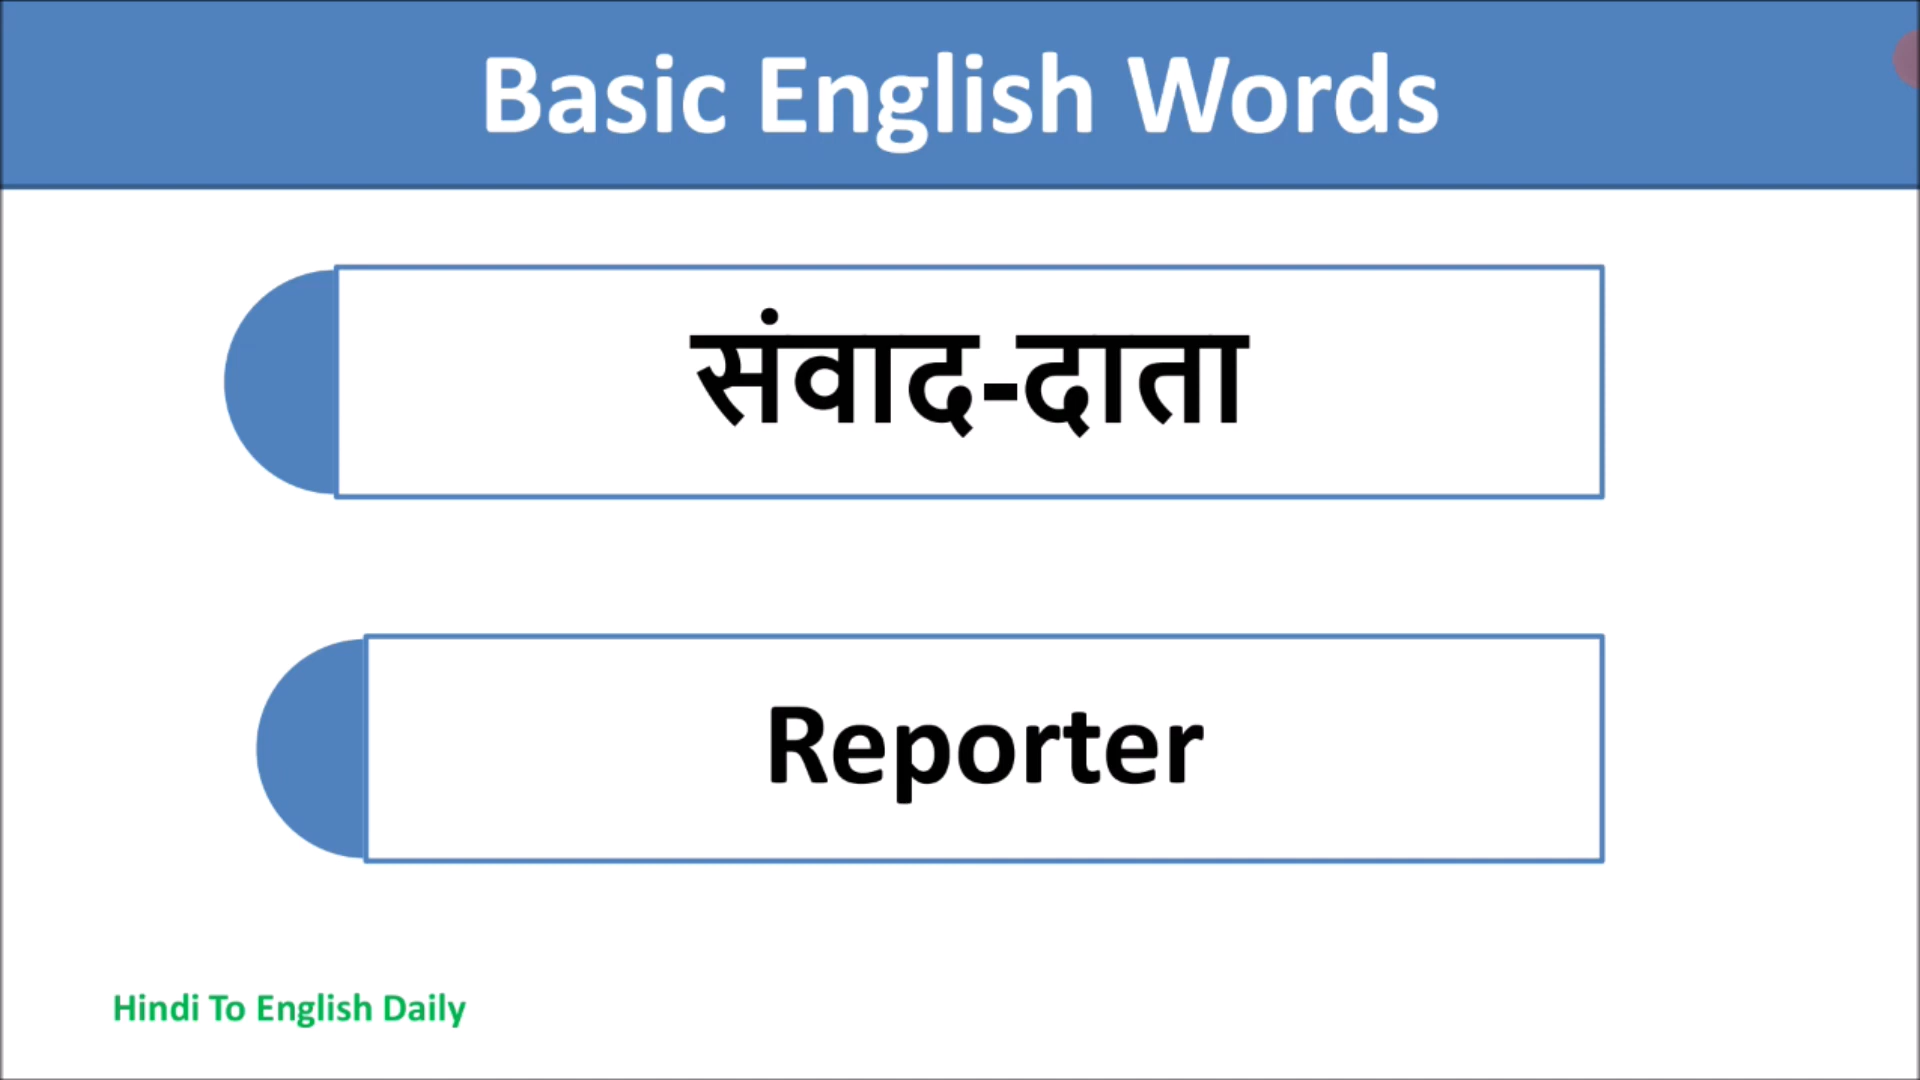 Basic English Words
संवाद-दाता
Reporter
Hindi To English Daily